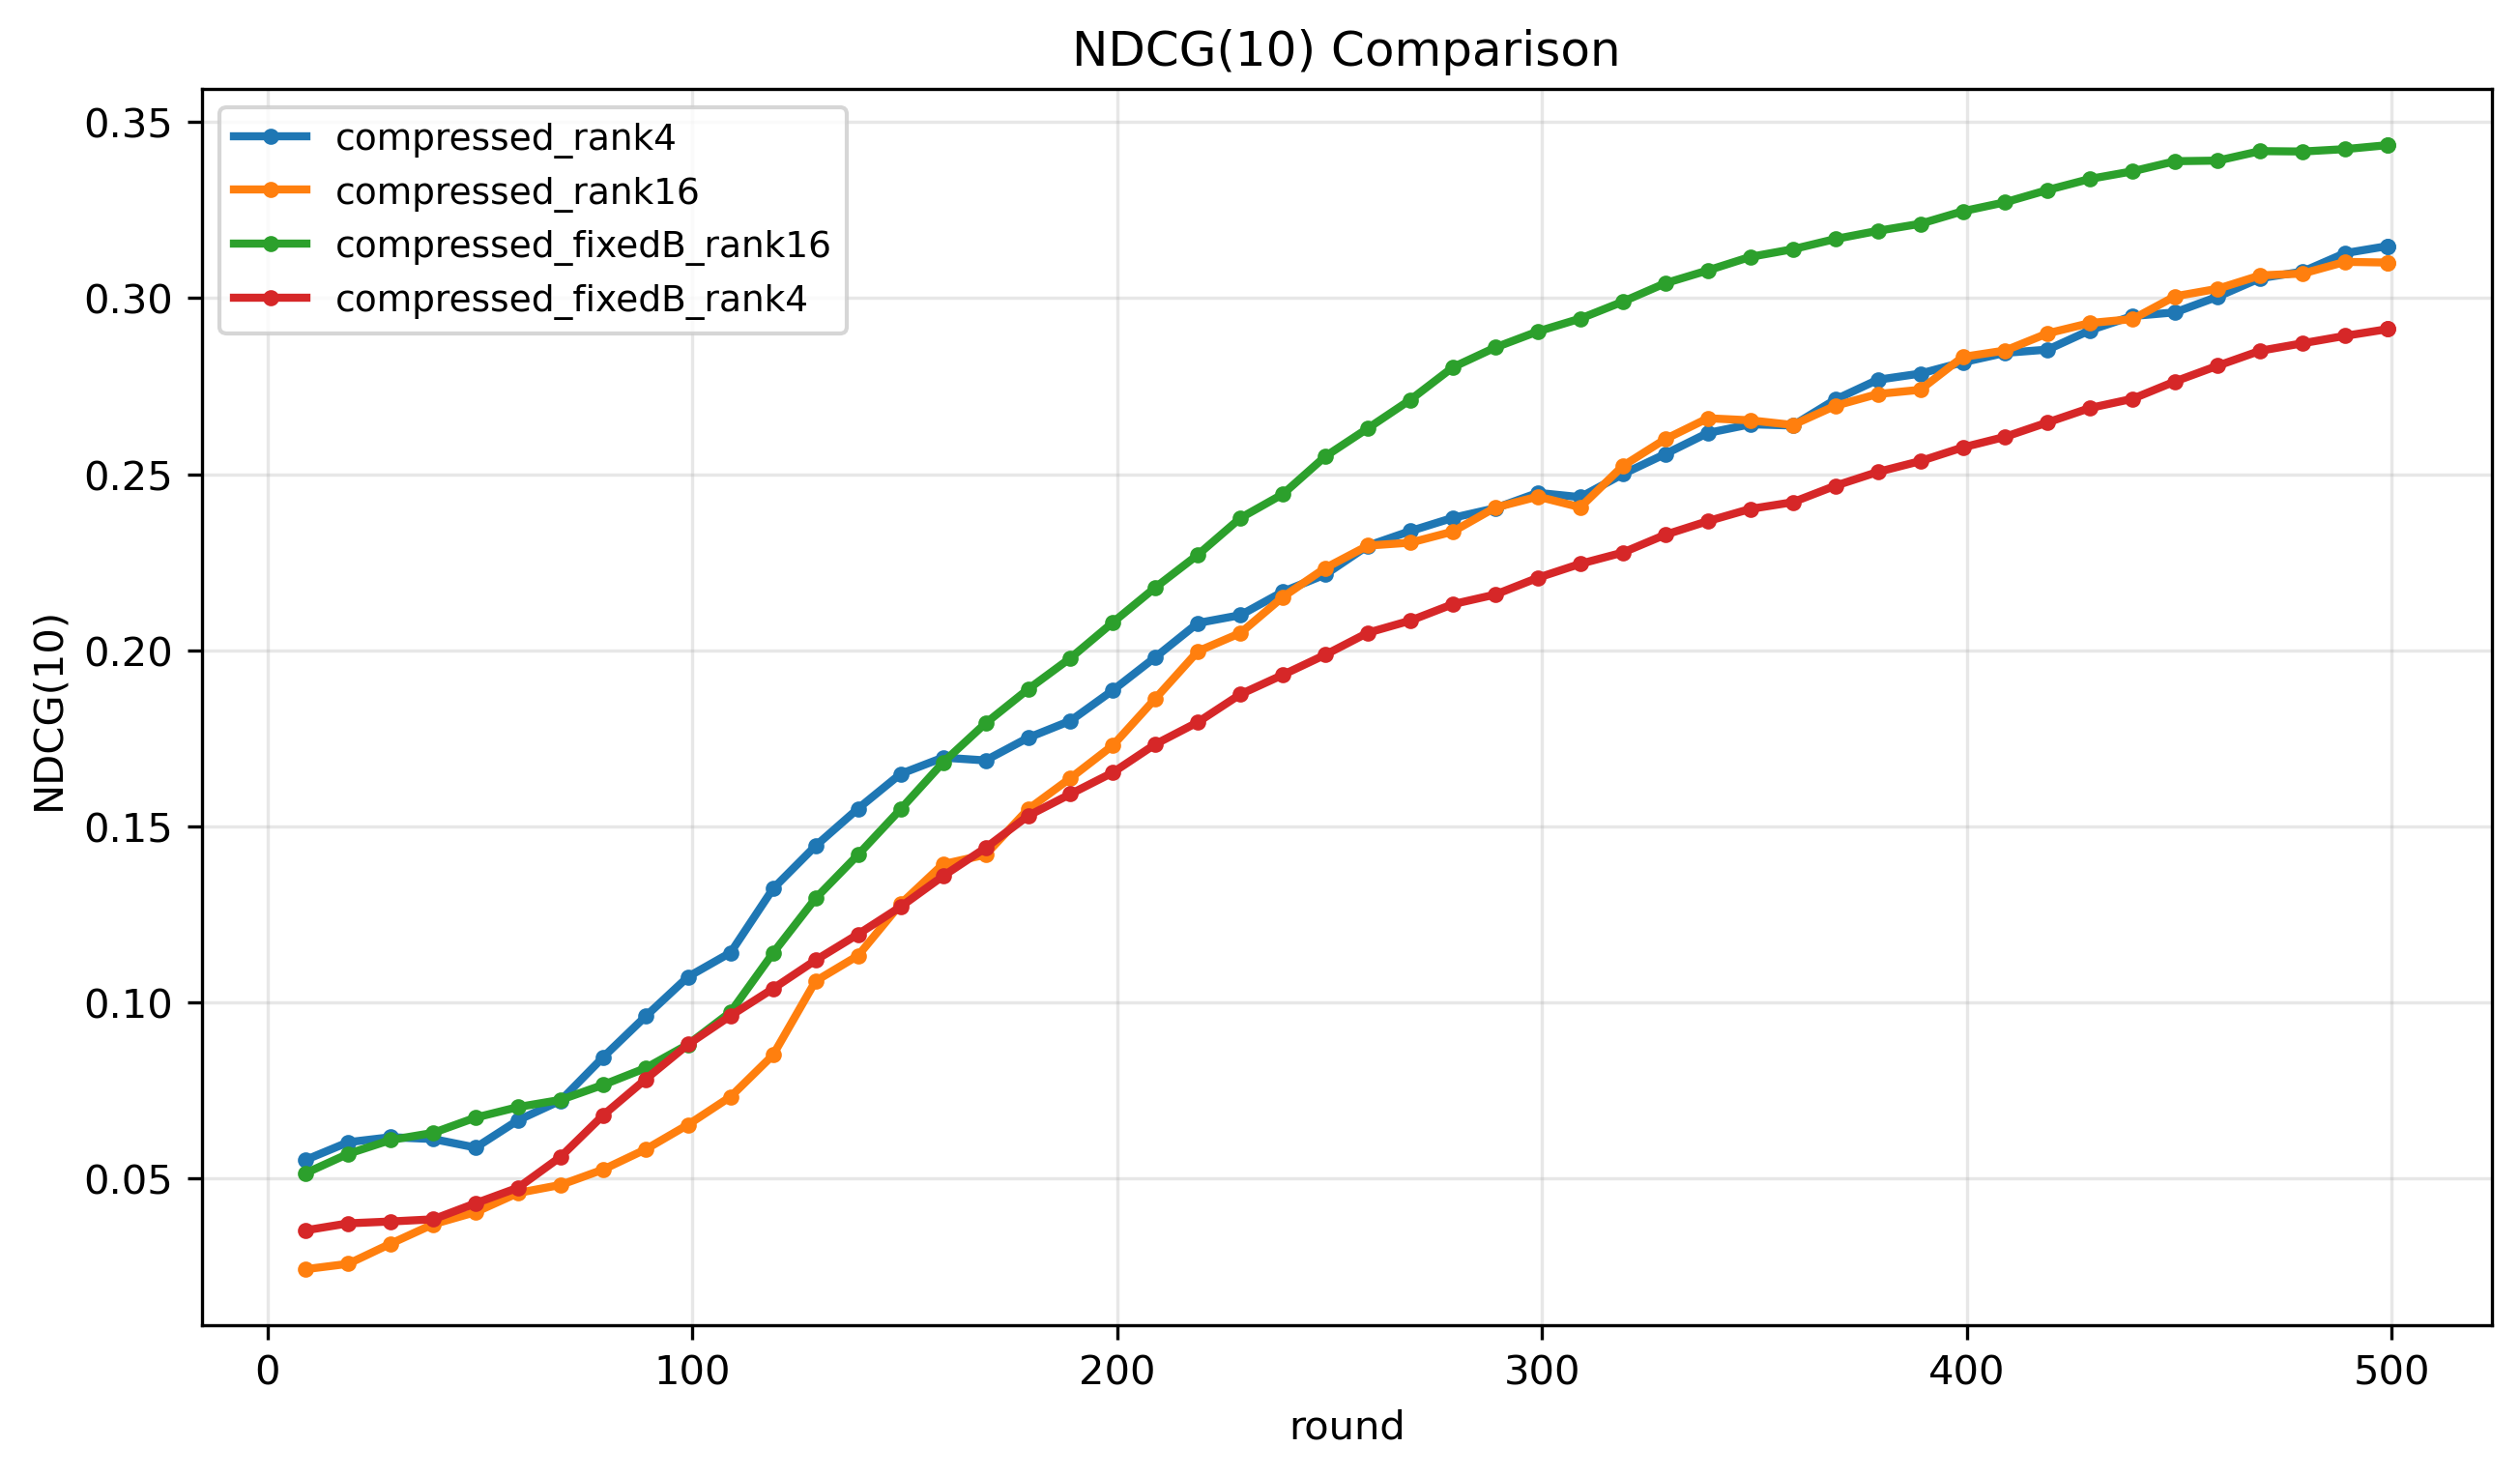 NDCG(10) Comparison
compressed_rank4
compressed_rank16
compressed_fixedB_rank16
compressed_fixedB_rank4
NDCG(10)
0.35
0.30
0.25
0.20
0.15
0.10
0.05
0 100 200 300 400 500
round